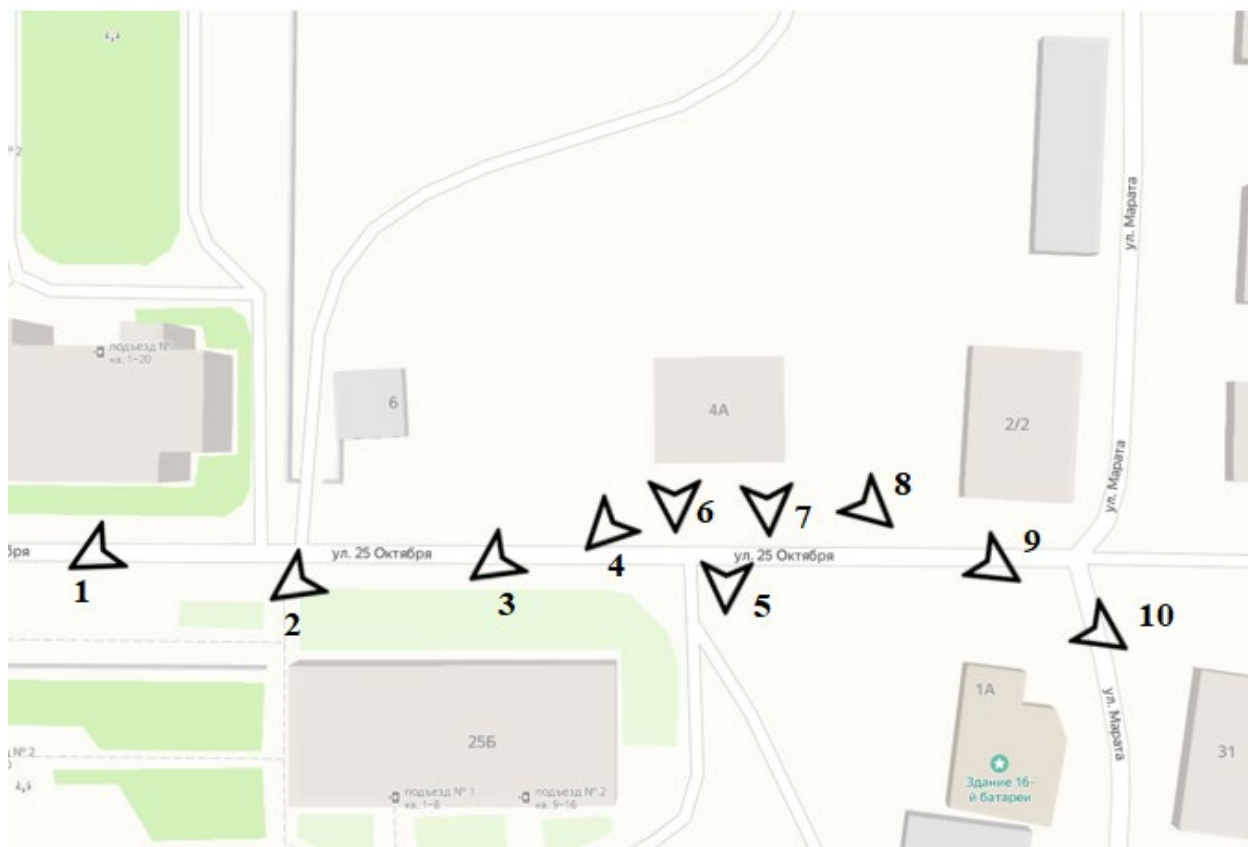 ул. Марата
подъезд №
кв. 1–20
6
4А
2/2
ул. Марата
8
6
7
ул. 25 Октября
4
ул. 25 Октября
9
1
2
3
5
10
1А
ул. Марата
№ 2
25Б
31
Здание 16-
й батареи
подъезд № 1
кв. 1–8
подъезд № 2
кв. 9–16